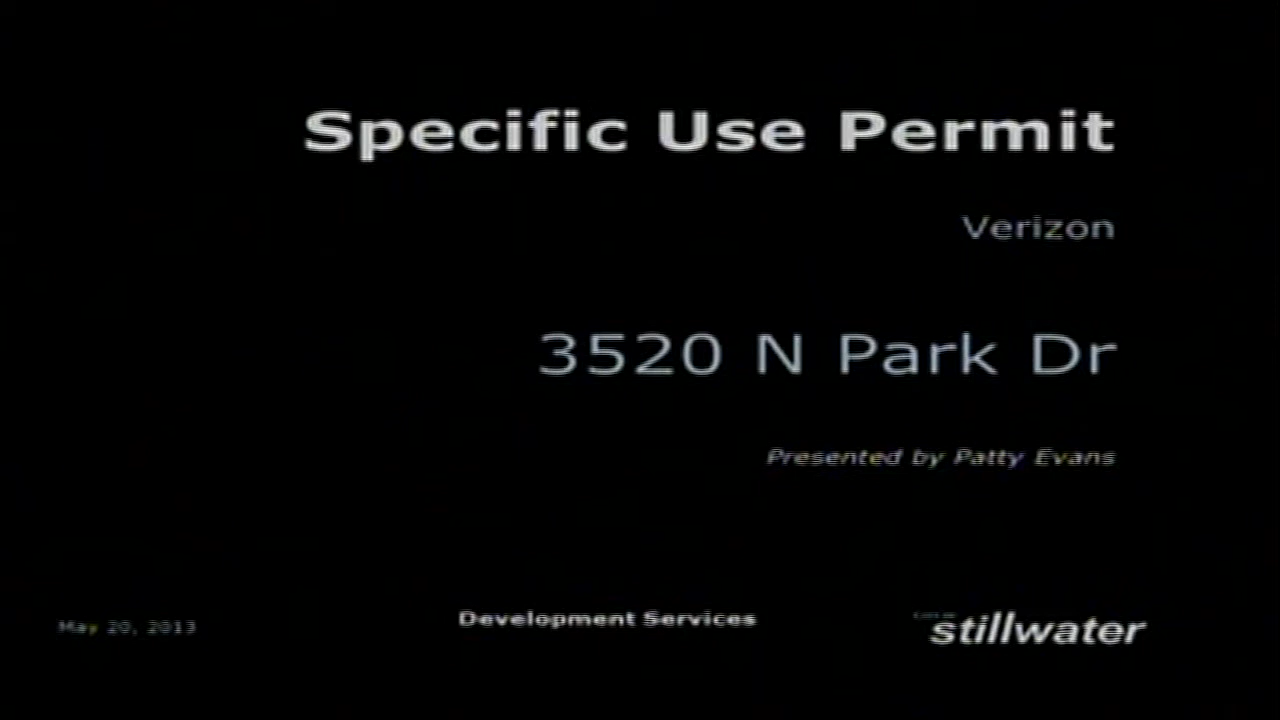 Specific Use Permit
Verizon
3520 N Park Dr
Presented by Patty Evans
May 20, 2013
Development Services
stillwater